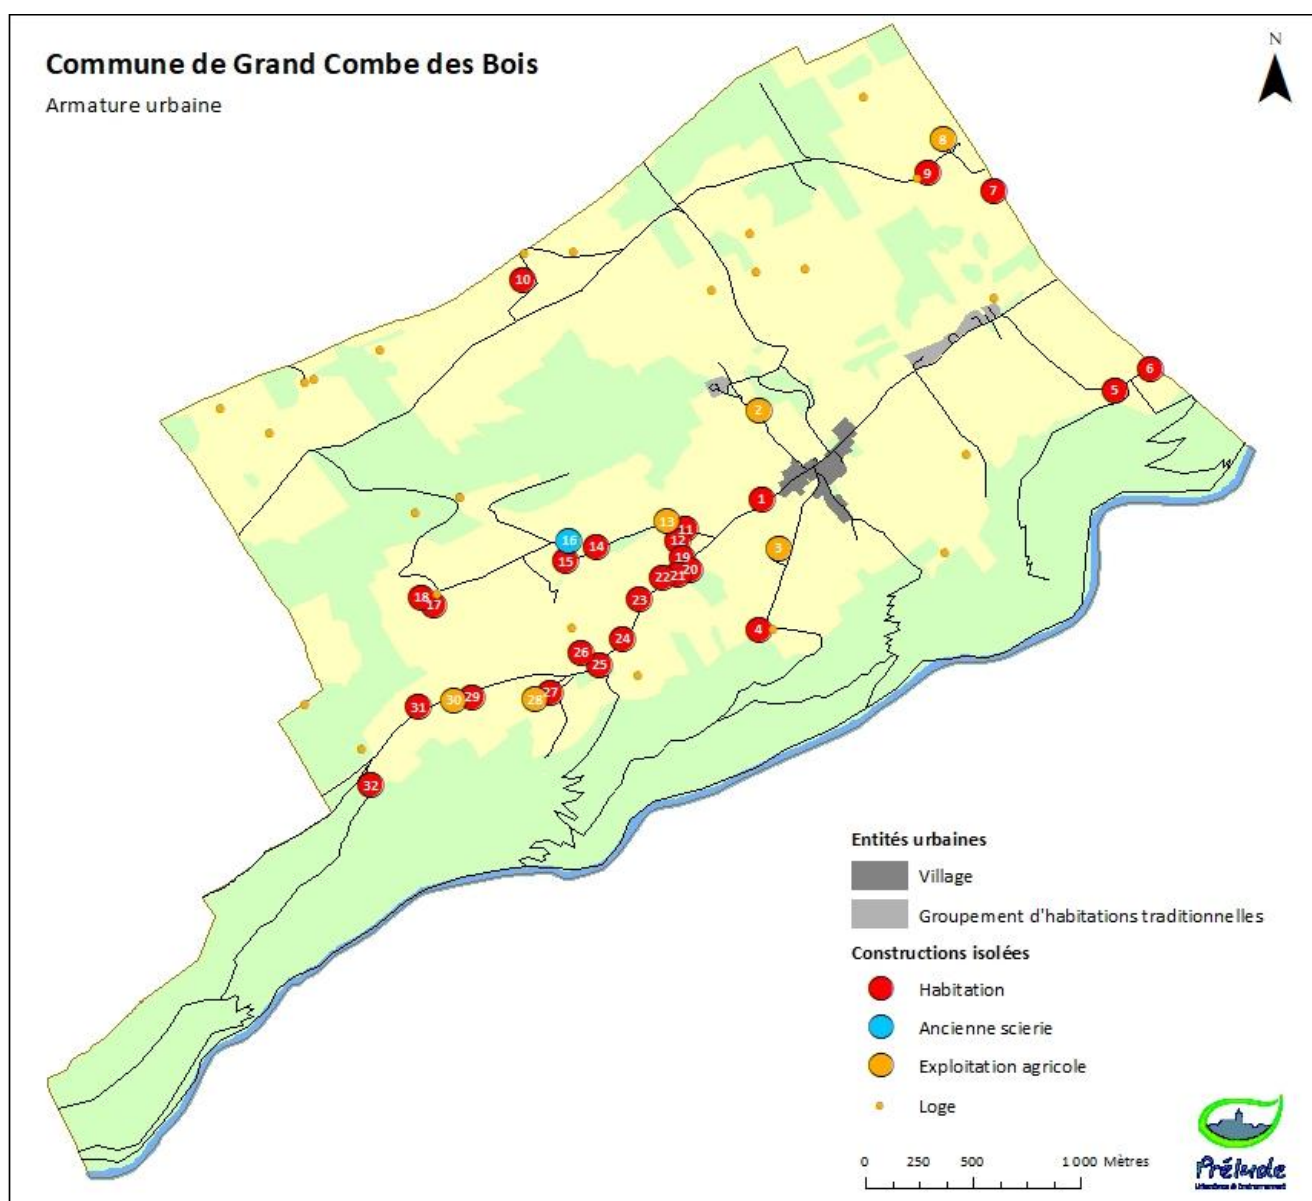 Commune de Grand Combe des Bois
Armature urbaine
N
8
9
7
10
6
5
2
1
13
11
12
16
14
3
15
19
20
22
21
18
17
23
4
24
26
25
27
28
29
30
31
32
Entités urbaines
Village
Groupement d'habitations traditionnelles
Constructions isolées
Habitation
Ancienne scierie
Exploitation agricole
Loge
0 250 500 1 000 Mètres
Prélude
Urbanisme & Environnement